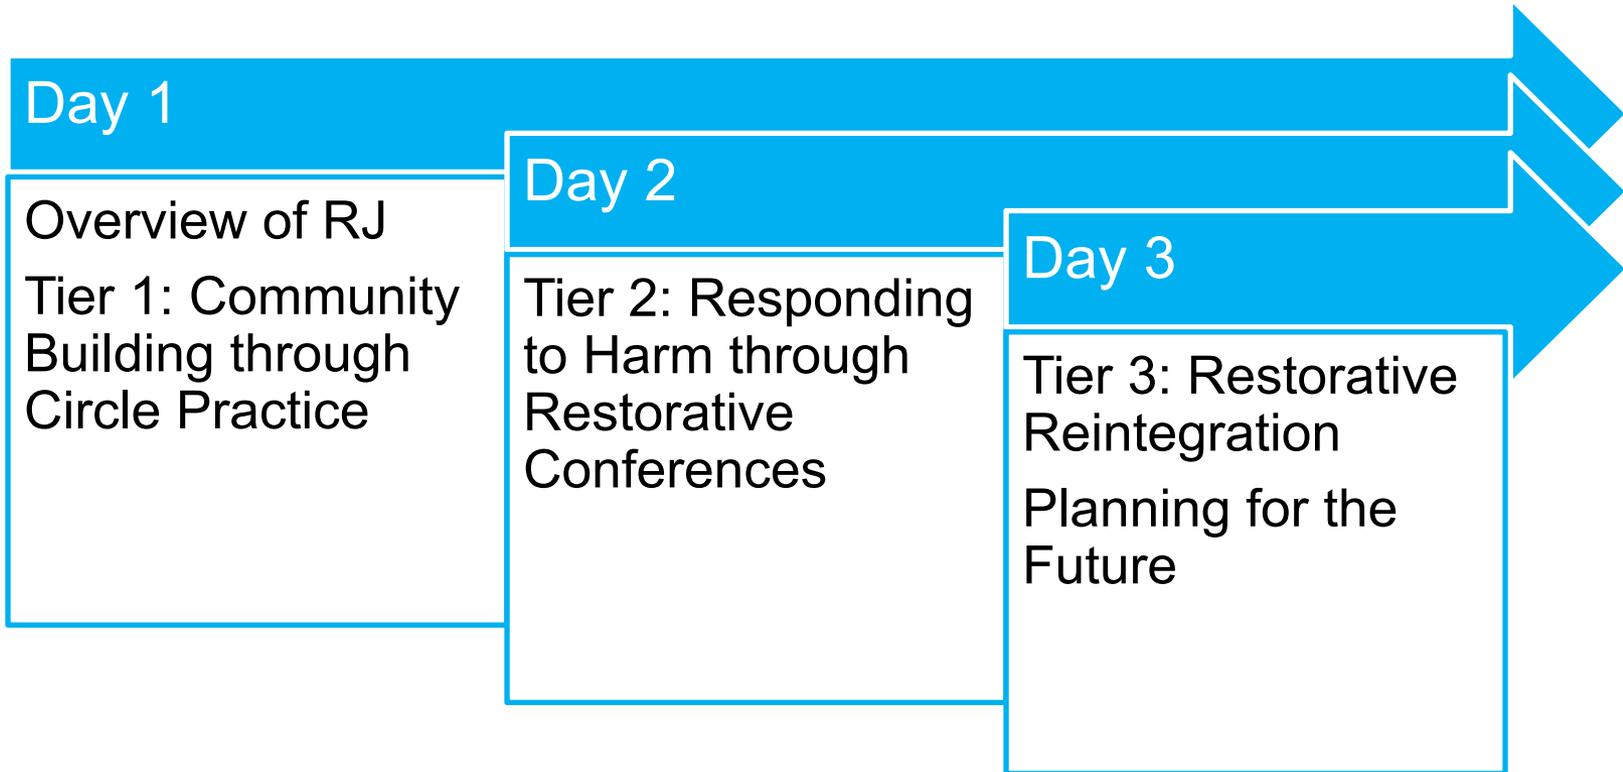 Day 1
Overview of RJ
Tier 1: Community
Building through
Circle Practice
Day 2
Tier 2: Responding
to Harm through
Restorative
Conferences
Day 3
Tier 3: Restorative
Reintegration
Planning for the
Future